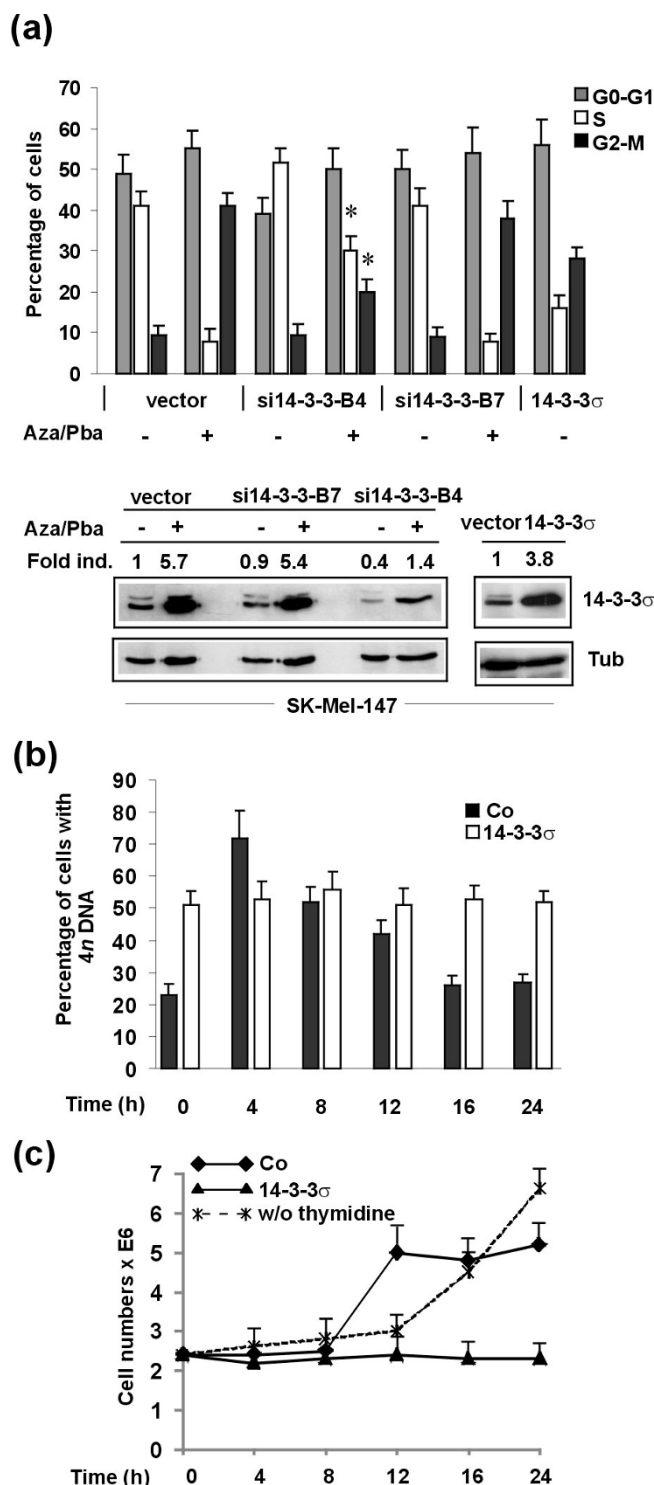 (a)
70
60
50
40
30
20
10
0
Percentage of cells
G0-G1
S
G2-M
* *
vector si14-3-3-B4 si14-3-3-B7 14-3-3σ
Aza/Pba - + - + - + -
vector si14-3-3-B7 si14-3-3-B4
vector 14-3-3σ
Aza/Pba - + - + - +
Fold ind. 1 5.7 0.9 5.4 0.4 1.4 1 3.8
14-3-3σ
Tub
SK-Mel-147
(b)
90
80
70
60
50
40
30
20
10
0
Percentage of cells with
4n DNA
Co
14-3-3σ
Time (h) 0 4 8 12 16 24
(c)
7
6
5
4
3
2
1
0
Cell numbers x E6
Co
14-3-3σ
w/o thymidine
Time (h) 0 4 8 12 16 24